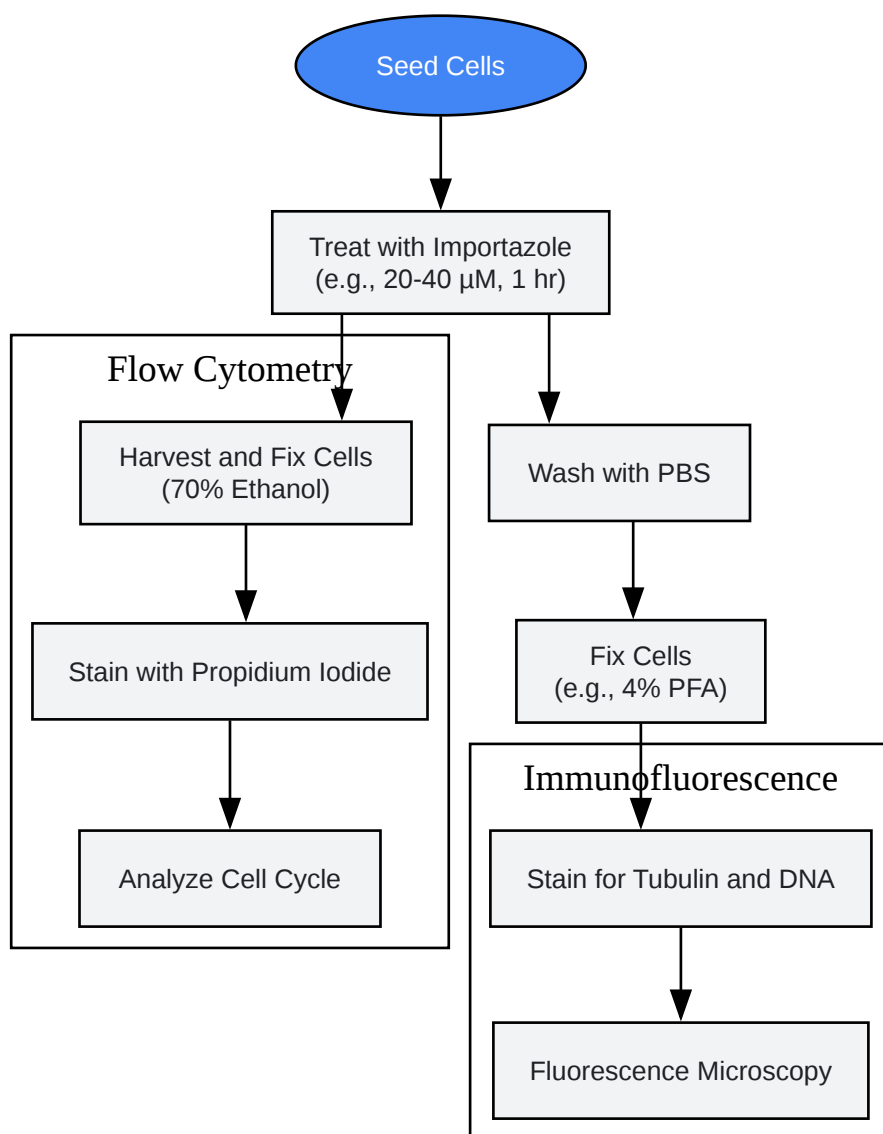 Seed Cells
Treat with Importazole
(e.g., 20-40 µM, 1 hr)
Flow Cytometry
Harvest and Fix Cells
(70% Ethanol)
Stain with Propidium Iodide
Analyze Cell Cycle
Wash with PBS
Fix Cells
(e.g., 4% PFA)
Immunofluorescence
Stain for Tubulin and DNA
Fluorescence Microscopy